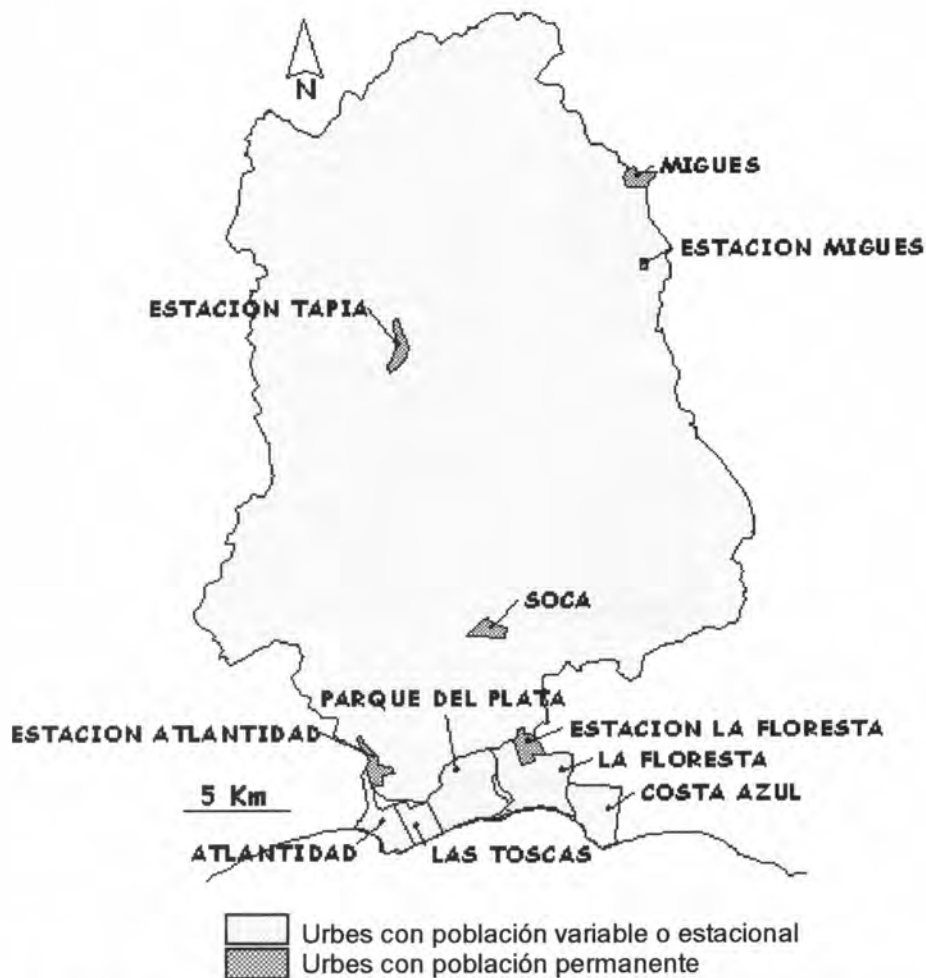 N
MIGUES
ESTACION MIGUES
ESTACIÓN TAPIA
SOCA
PARQUE DEL PLATA
ESTACION ATLANTIDAD
ESTACION LA FLORESTA
LA FLORESTA
5 Km
COSTA AZUL
ATLANTIDAD
LAS TOSCAS
Urbes con población variable o estacional
Urbes con población permanente